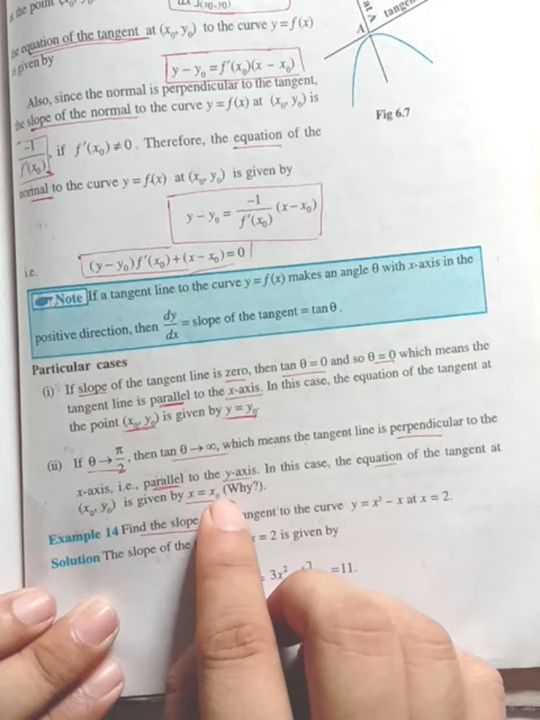 the point
equation of the tangent at (x₀, y₀) to the curve y = f(x)
is given by
y – y₀ = f′(x₀)(x – x₀)
Also, since the normal is perpendicular to the tangent,
the slope of the normal to the curve y = f(x) at (x₀, y₀) is
–1/f′(x₀), if f′(x₀) ≠ 0. Therefore, the equation of the
normal to the curve y = f(x) at (x₀, y₀) is given by
y – y₀ = –1/f′(x₀) (x – x₀)
i.e. (y – y₀) f′(x₀) + (x – x₀) = 0
at A
tangent
A
Fig 6.7
Note If a tangent line to the curve y = f(x) makes an angle θ with x-axis in the
positive direction, then dy/dx = slope of the tangent = tan θ.
Particular cases
(i) If slope of the tangent line is zero, then tan θ = 0 and so θ = 0 which means the
tangent line is parallel to the x-axis. In this case, the equation of the tangent at
the point (x₀, y₀) is given by y = y₀.
(ii) If θ → π/2, then tan θ → ∞, which means the tangent line is perpendicular to the
x-axis, i.e., parallel to the y-axis. In this case, the equation of the tangent at
(x₀, y₀) is given by x = x₀ (Why?).
Example 14 Find the slope angent to the curve y = x³ – x at x = 2.
Solution The slope of the x = 2 is given by
3x² = 11.